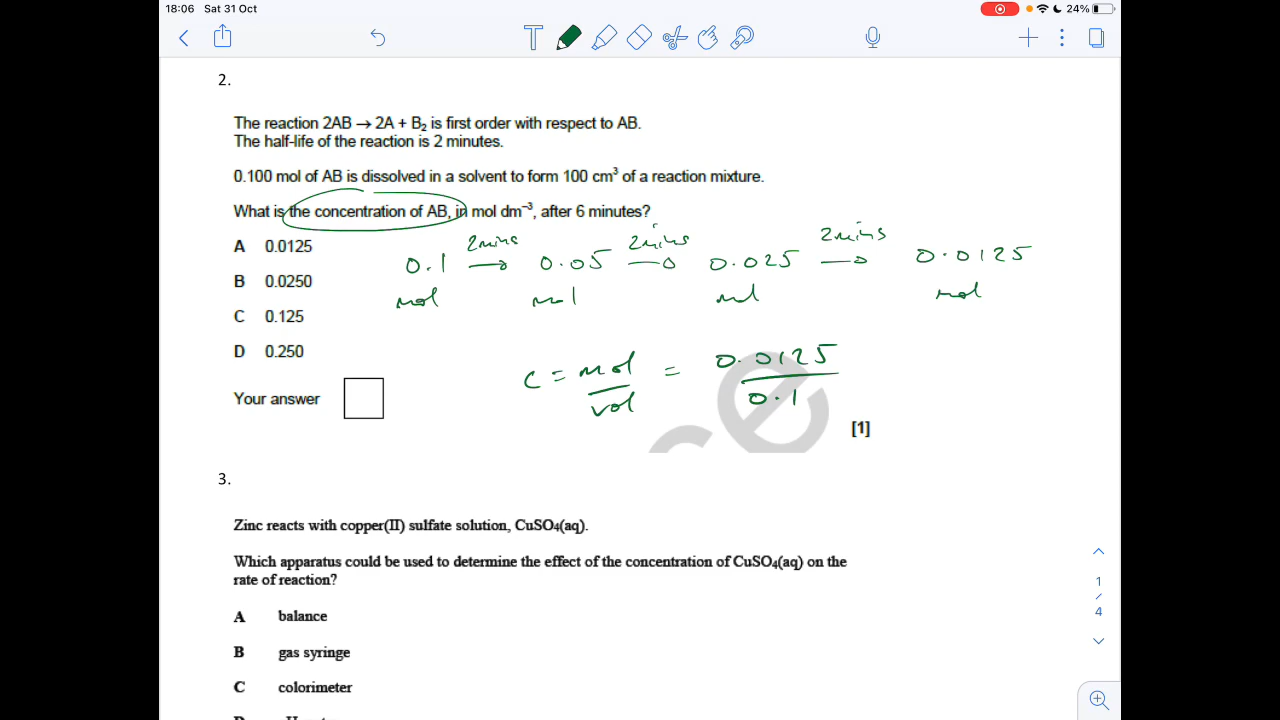 18:06 Sat 31 Oct
24%
2.
The reaction 2AB → 2A + B₂ is first order with respect to AB.
The half-life of the reaction is 2 minutes.
0.100 mol of AB is dissolved in a solvent to form 100 cm³ of a reaction mixture.
What is the concentration of AB, in mol dm⁻³, after 6 minutes?
A 0.0125
B 0.0250
C 0.125
D 0.250
2mins 2mins 2mins
0.1 → 0.05 → 0.025 → 0.0125
mol mol mol mol
c = mol/vol = 0.0125/0.1
Your answer
[1]
3.
Zinc reacts with copper(II) sulfate solution, CuSO₄(aq).
Which apparatus could be used to determine the effect of the concentration of CuSO₄(aq) on the
rate of reaction?
A balance
B gas syringe
C colorimeter
1
/
4